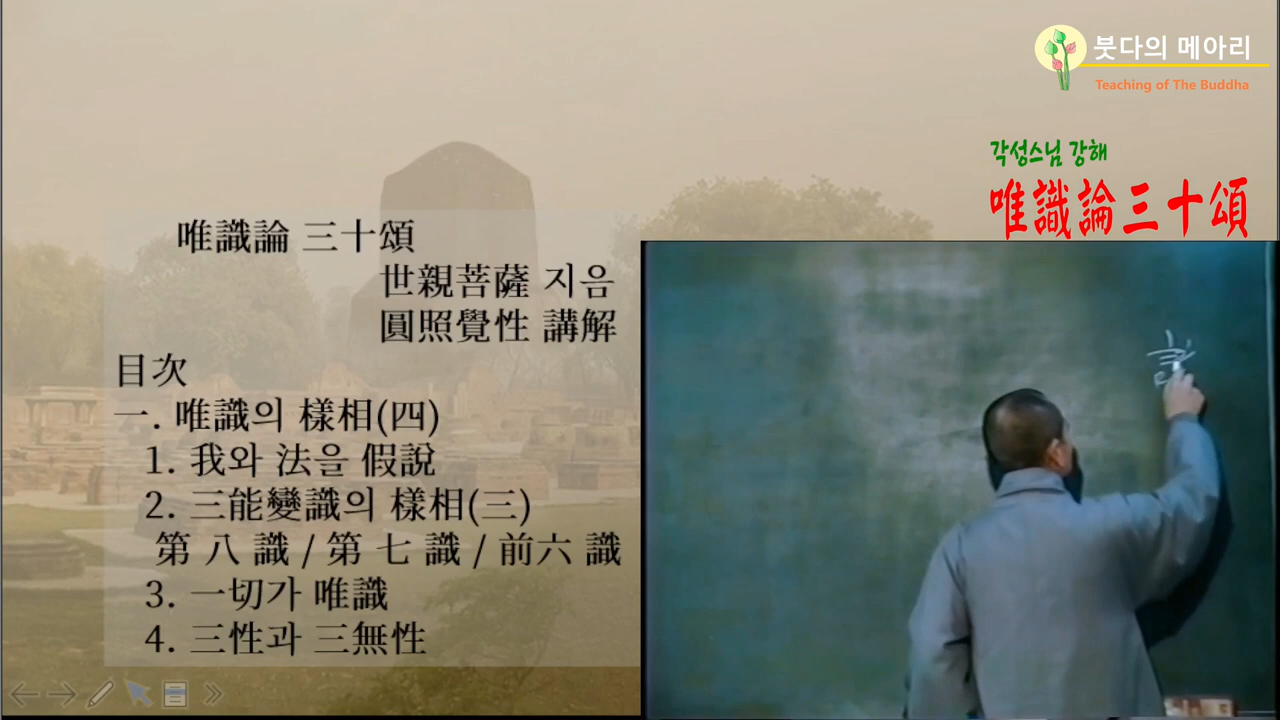 붓다의 메아리
Teaching of The Buddha
각성스님 강해
唯識論 三十頌
唯識論 三十頌
世親菩薩 지음
圓照覺性 講解
目次
一. 唯識의 樣相(四)
1. 我와 法을 假說
2. 三能變識의 樣相(三)
第 八 識 / 第 七 識 / 前六 識
3. 一切가 唯識
4. 三性과 三無性